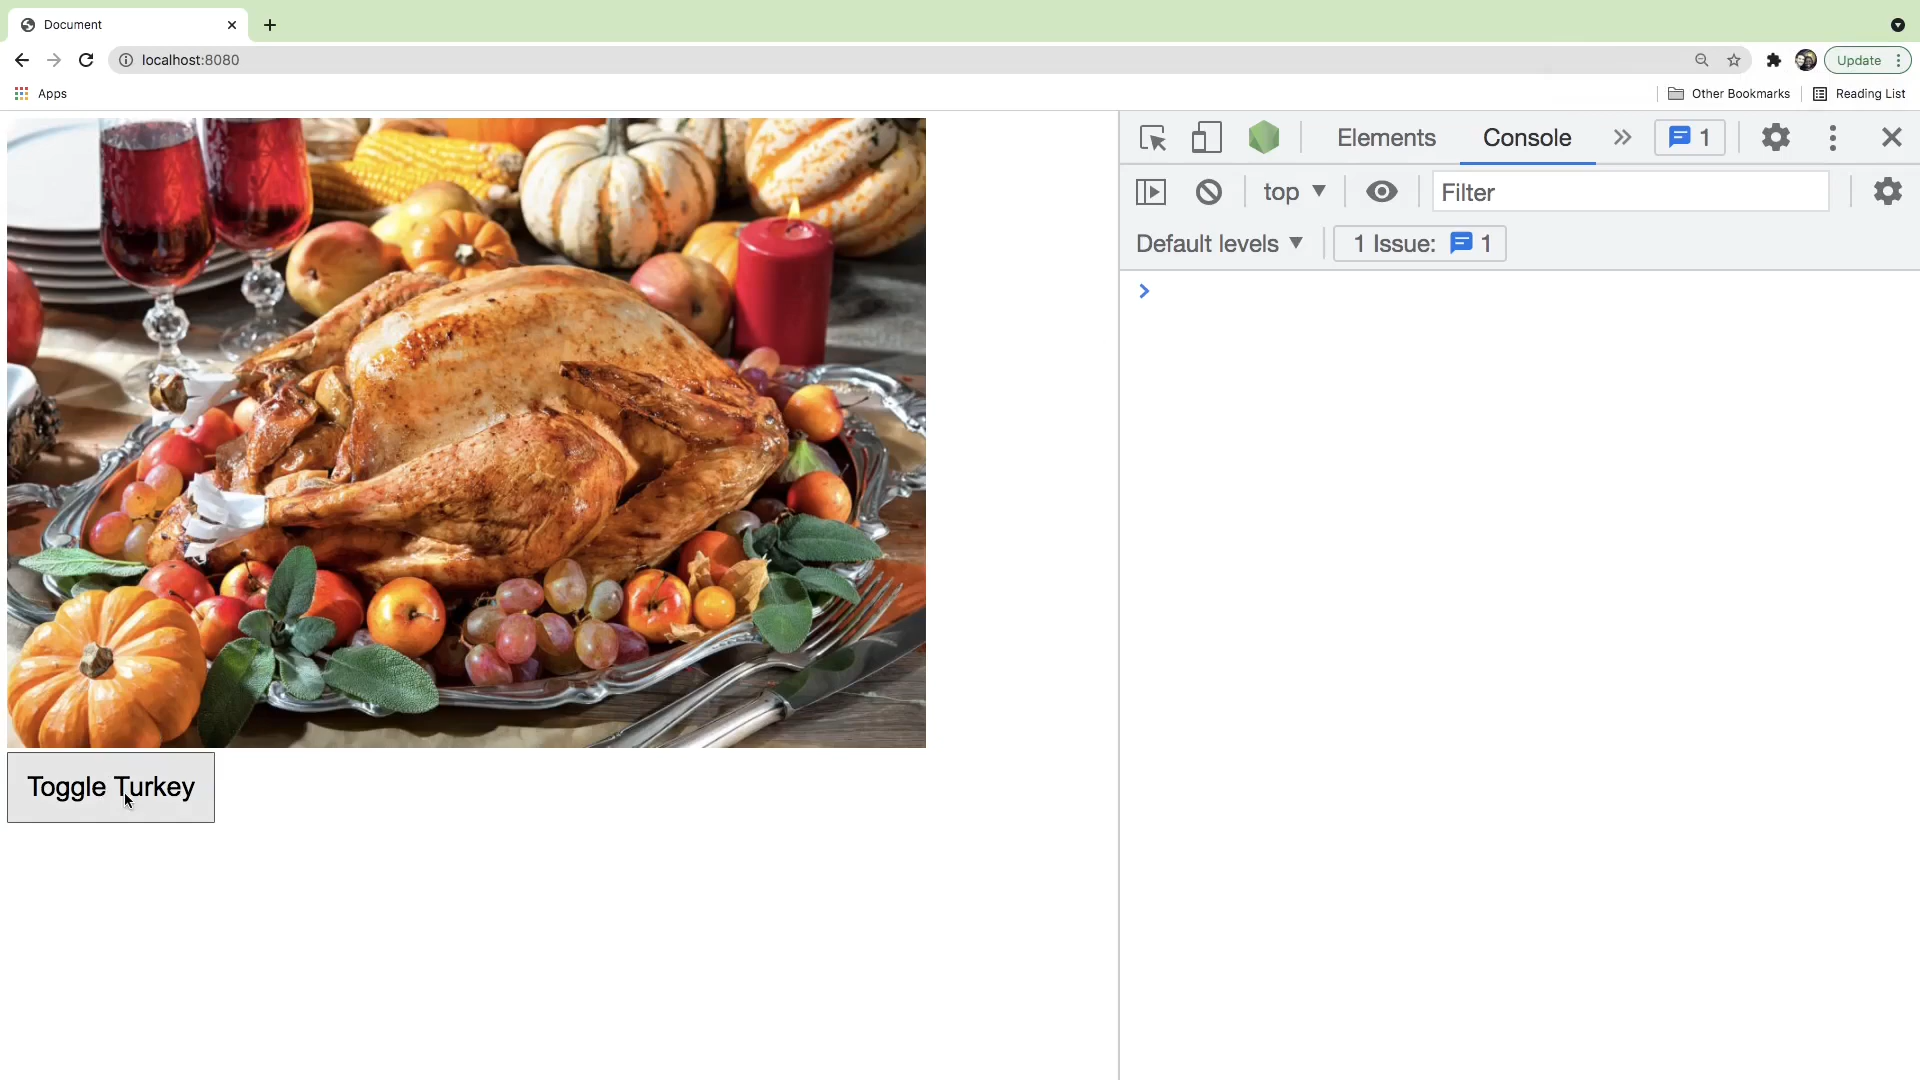 Document
localhost:8080
Update
Apps
Other Bookmarks
Reading List
Elements
Console
1
top
Filter
Default levels
1 Issue:
1
Toggle Turkey